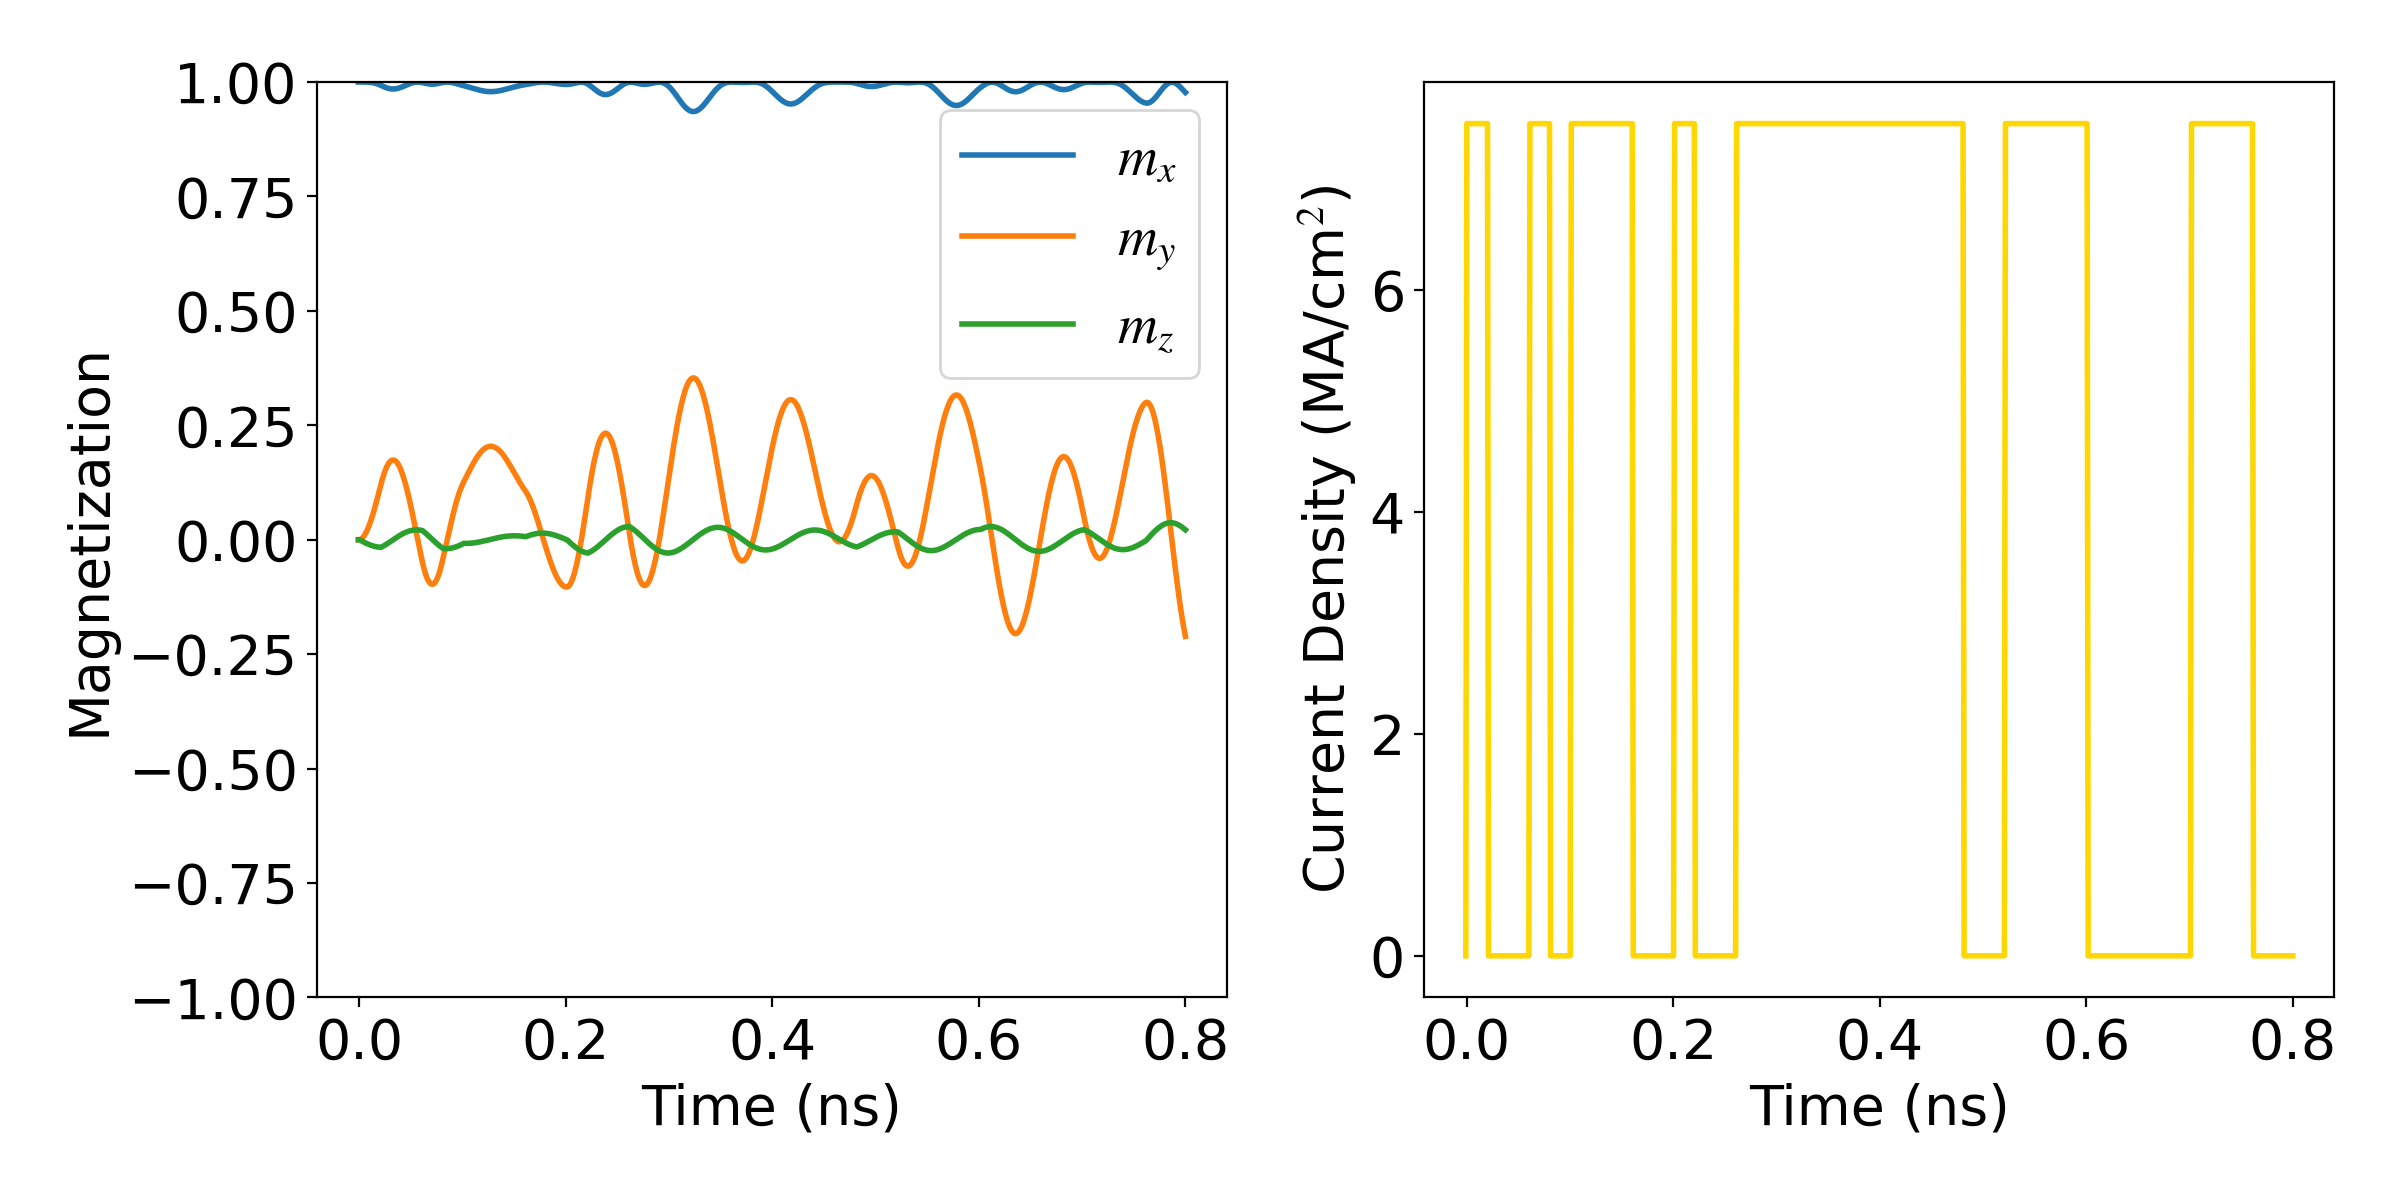 1.00
0.75
0.50
0.25
0.00
−0.25
−0.50
−0.75
−1.00
Magnetization
0.0 0.2 0.4 0.6 0.8
Time (ns)
m_x
m_y
m_z
6
4
2
0
Current Density (MA/cm²)
0.0 0.2 0.4 0.6 0.8
Time (ns)